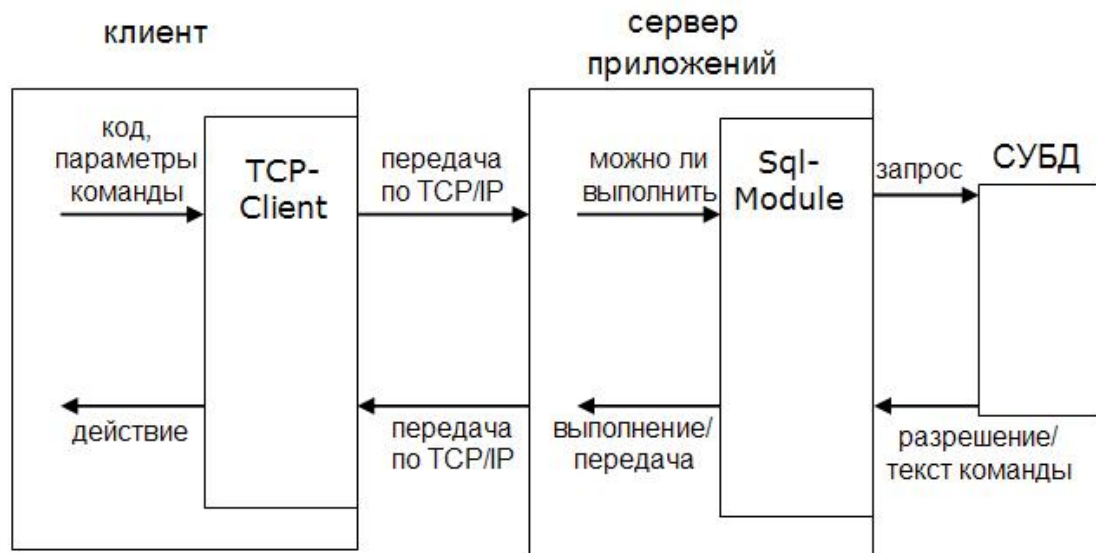 клиент
сервер
приложений
код,
параметры
команды
TCP-
Client
передача
по TCP/IP
можно ли
выполнить
Sql-
Module
запрос
СУБД
действие
передача
по TCP/IP
выполнение/
передача
разрешение/
текст команды